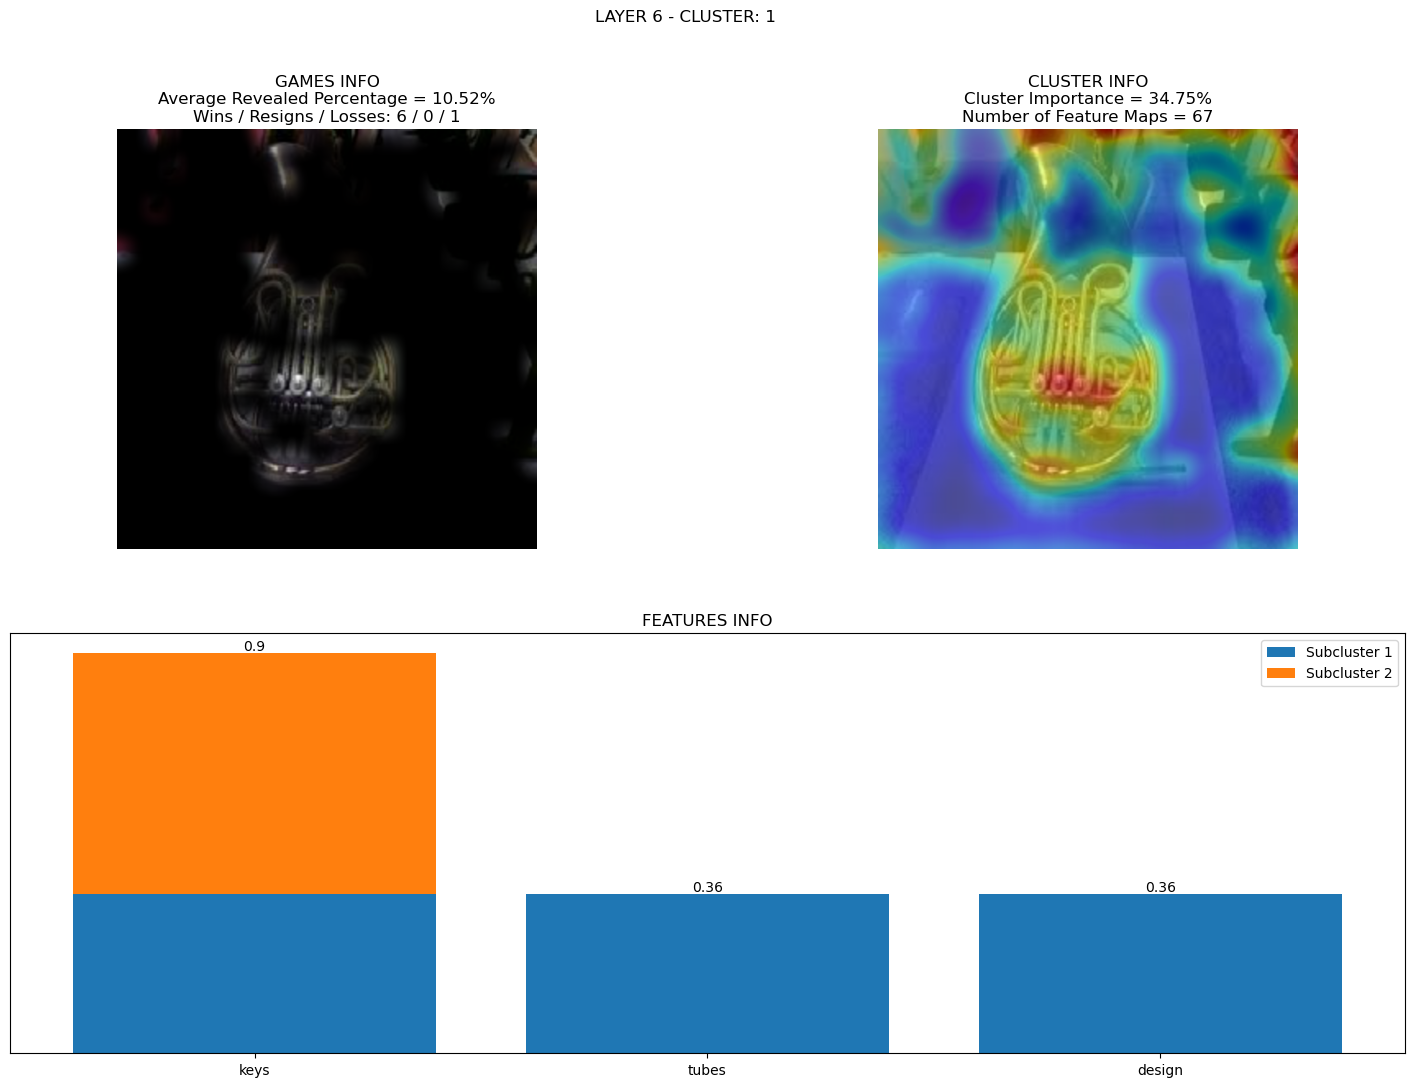 LAYER 6 - CLUSTER: 1
GAMES INFO
Average Revealed Percentage = 10.52%
Wins / Resigns / Losses: 6 / 0 / 1
CLUSTER INFO
Cluster Importance = 34.75%
Number of Feature Maps = 67
FEATURES INFO
0.9
0.36
0.36
Subcluster 1
Subcluster 2
keys
tubes
design